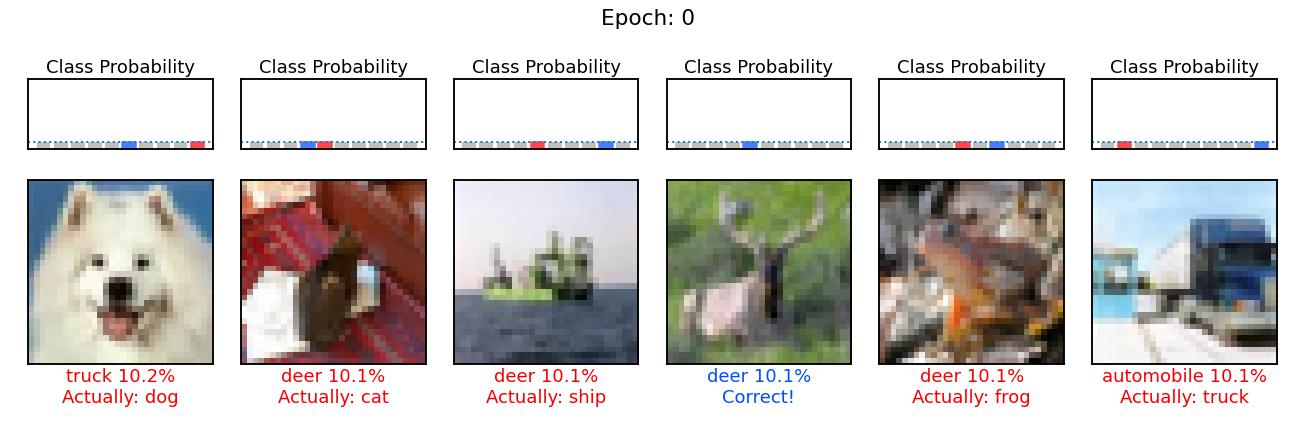 Epoch: 0
Class Probability
Class Probability
Class Probability
Class Probability
Class Probability
Class Probability
truck 10.2%
Actually: dog
deer 10.1%
Actually: cat
deer 10.1%
Actually: ship
deer 10.1%
Correct!
deer 10.1%
Actually: frog
automobile 10.1%
Actually: truck